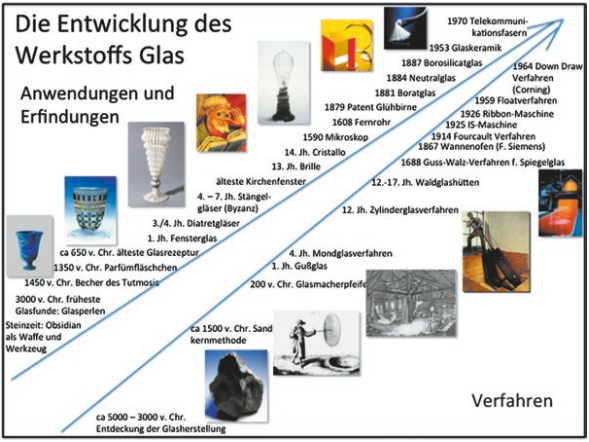 Die Entwicklung des
Werkstoffs Glas
Anwendungen und
Erfindungen
1970 Telekommuni-
kationsfasern
1953 Glaskeramik
1887 Borosilicatglas
1884 Neutralglas
1881 Boratglas
1879 Patent Glühbirne
1608 Fernrohr
1590 Mikroskop
14. Jh. Cristallo
13. Jh. Brille
älteste Kirchenfenster
4. – 7. Jh. Stängel-
gläser (Byzanz)
3./4. Jh. Diatretgläser
1. Jh. Fensterglas
ca 650 v. Chr. älteste Glasrezeptur
1350 v. Chr. Parfümfläschchen
1450 v. Chr. Becher des Tutmosis
3000 v. Chr. früheste
Glasfunde: Glasperlen
Steinzeit: Obsidian
als Waffe und
Werkzeug
1964 Down Draw
Verfahren
(Corning)
1959 Floatverfahren
1926 Ribbon-Maschine
1925 IS-Maschine
1914 Fourcault Verfahren
1867 Wannenofen (F. Siemens)
1688 Guss-Walz-Verfahren f. Spiegelglas
12.-17. Jh. Waldglashütten
12. Jh. Zylinderglasverfahren
4. Jh. Mondglasverfahren
1. Jh. Gußglas
200 v. Chr. Glasmacherpfeife
ca 1500 v. Chr. Sand
kernmethode
ca 5000 – 3000 v. Chr.
Entdeckung der Glasherstellung
Verfahren